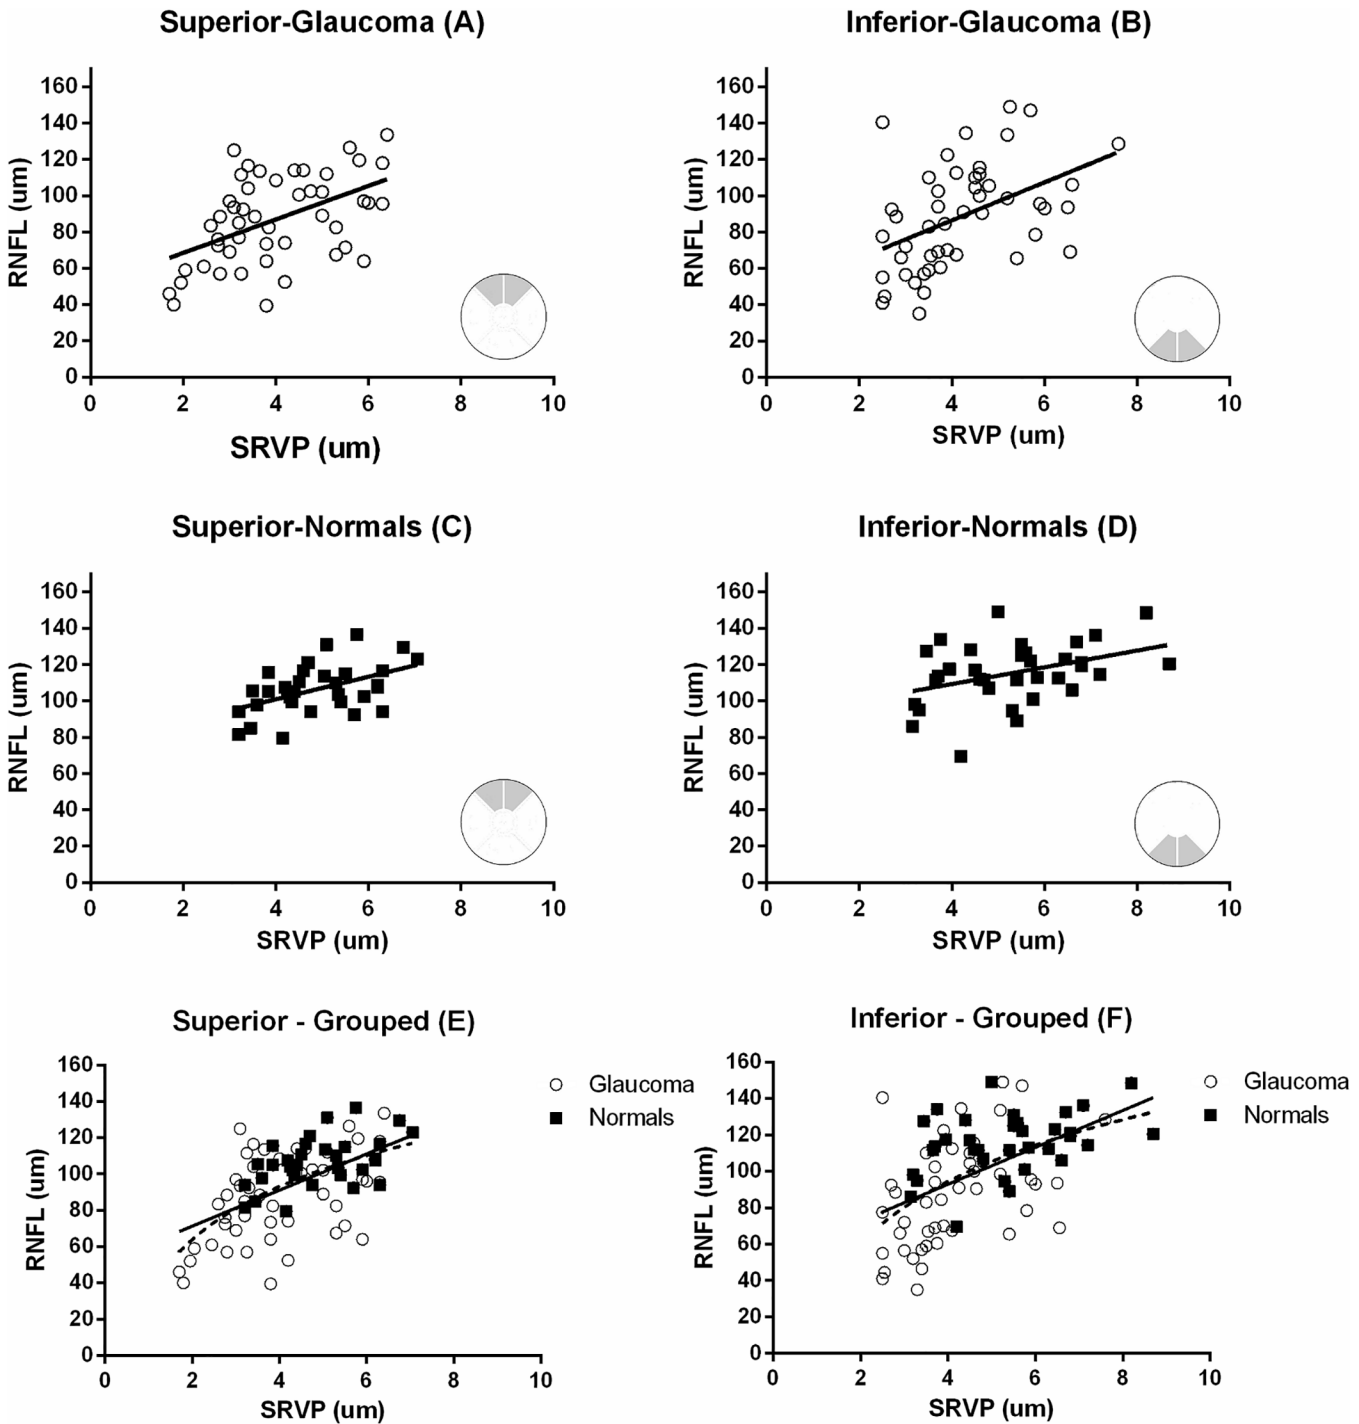 Superior-Glaucoma (A)
160
140
120
100
80
60
40
20
0
RNFL (um)
0 2 4 6 8 10
SRVP (um)
Inferior-Glaucoma (B)
160
140
120
100
80
60
40
20
0
RNFL (um)
0 2 4 6 8 10
SRVP (um)
Superior-Normals (C)
160
140
120
100
80
60
40
20
0
RNFL (um)
0 2 4 6 8 10
SRVP (um)
Inferior-Normals (D)
160
140
120
100
80
60
40
20
0
RNFL (um)
0 2 4 6 8 10
SRVP (um)
Superior - Grouped (E)
160
140
120
100
80
60
40
20
0
RNFL (um)
0 2 4 6 8 10
SRVP (um)
Glaucoma
Normals
Inferior - Grouped (F)
160
140
120
100
80
60
40
20
0
RNFL (um)
0 2 4 6 8 10
SRVP (um)
Glaucoma
Normals